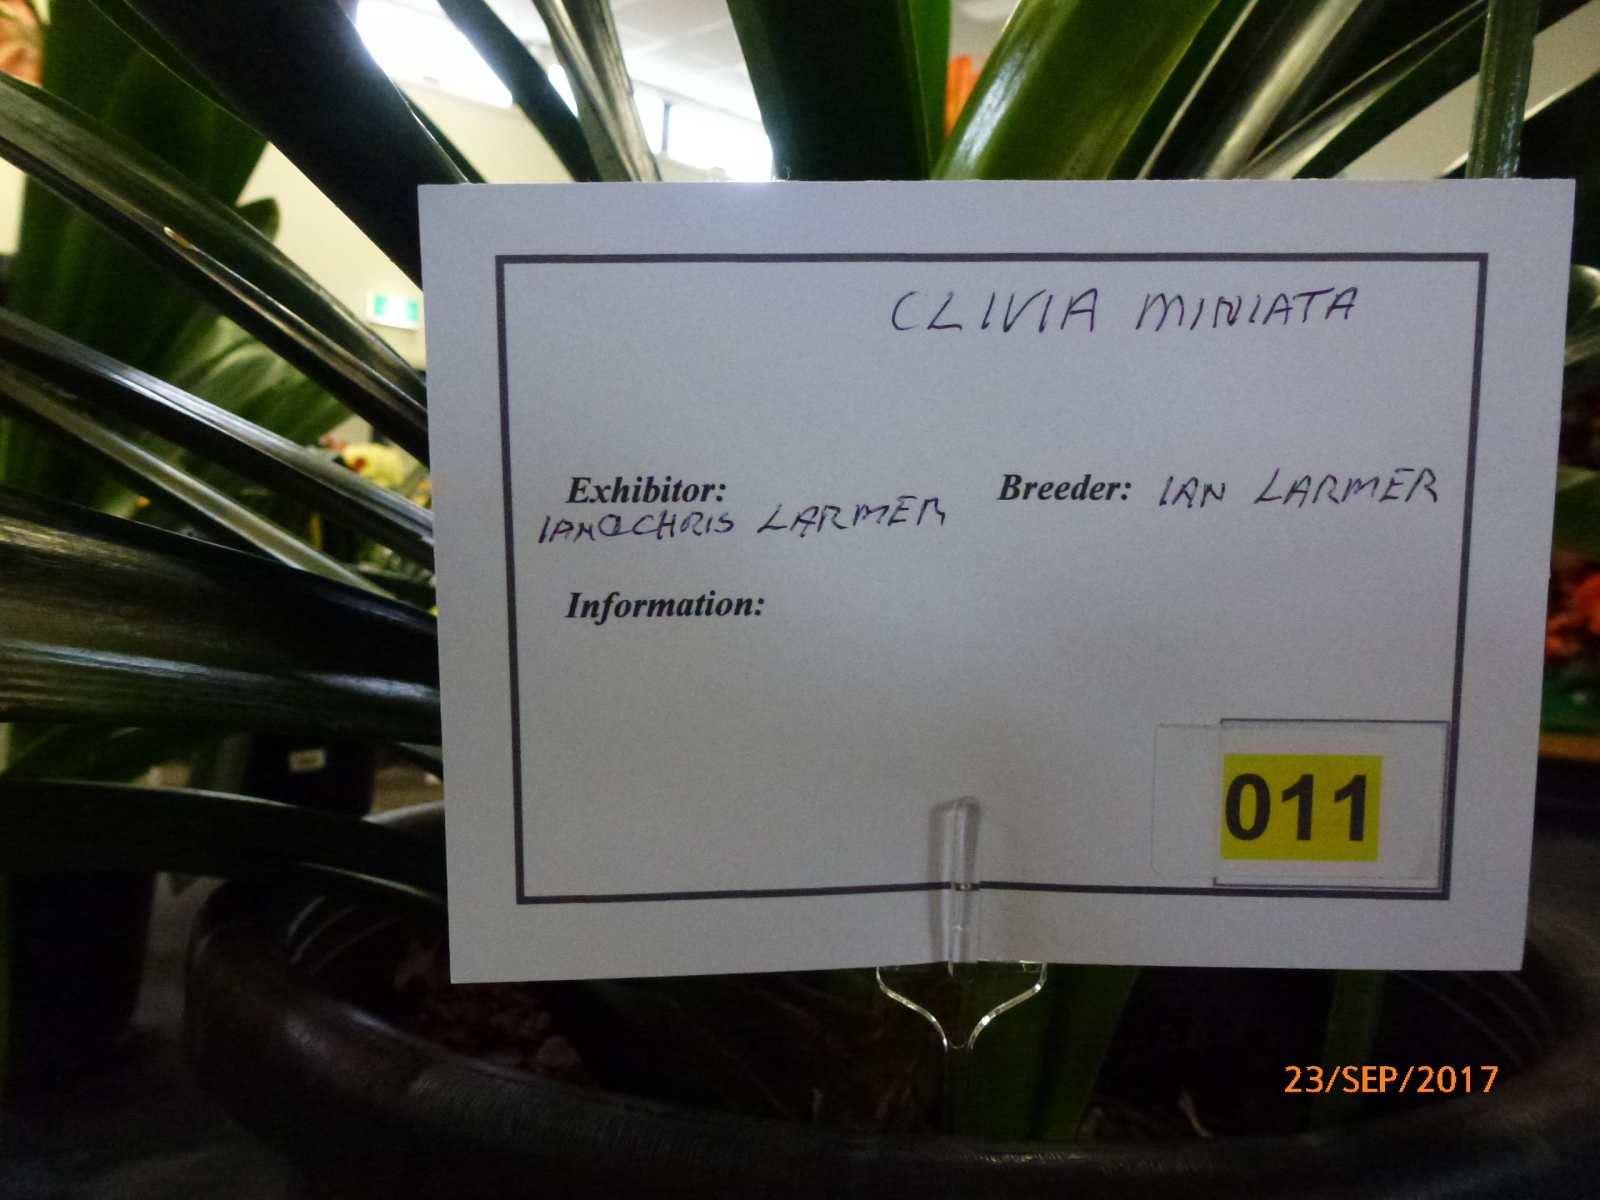 CLIVIA MINIATA
Exhibitor:
IAN & CHRIS LARMER
Breeder: IAN LARMER
Information:
011
23/SEP/2017